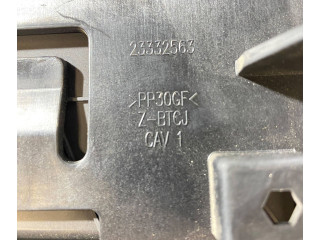 23332563
>PP30GF<
Z-BTCJ
CAV 1